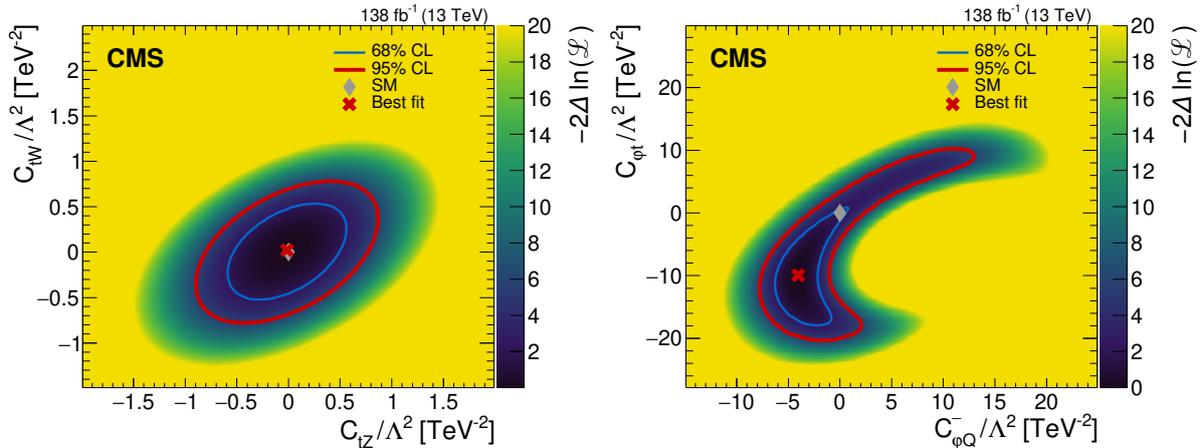 138 fb⁻¹ (13 TeV)
CMS
68% CL
95% CL
SM
Best fit
C_tW/Λ² [TeV⁻²]
2
1.5
1
0.5
0
−0.5
−1
−1.5 −1 −0.5 0 0.5 1 1.5
C_tZ/Λ² [TeV⁻²]
20
18
16
14
12
10
8
6
4
2
−2Δ ln(ℒ)
138 fb⁻¹ (13 TeV)
CMS
68% CL
95% CL
SM
Best fit
C_φt/Λ² [TeV⁻²]
20
10
0
−10
−20
−10 −5 0 5 10 15 20
C⁻_φQ/Λ² [TeV⁻²]
20
18
16
14
12
10
8
6
4
2
0
−2Δ ln(ℒ)